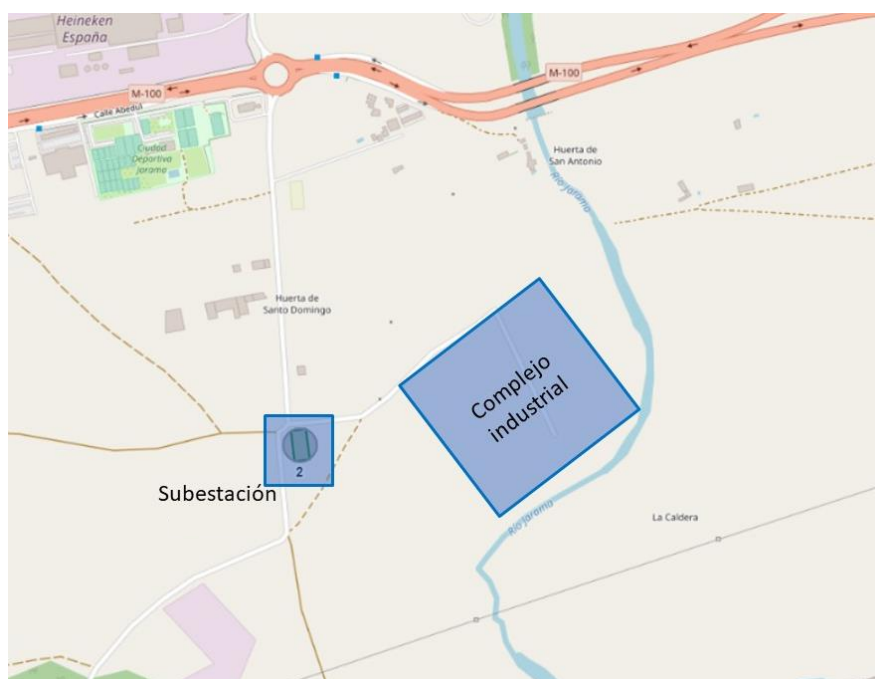 Heineken
España
M-100
M-100
Calle Abedul
Ciudad
Deportiva
Jarama
Huerta de
San Antonio
Río Jarama
Huerta de
Santo Domingo
Complejo
industrial
2
Subestación
Río Jarama
La Caldera